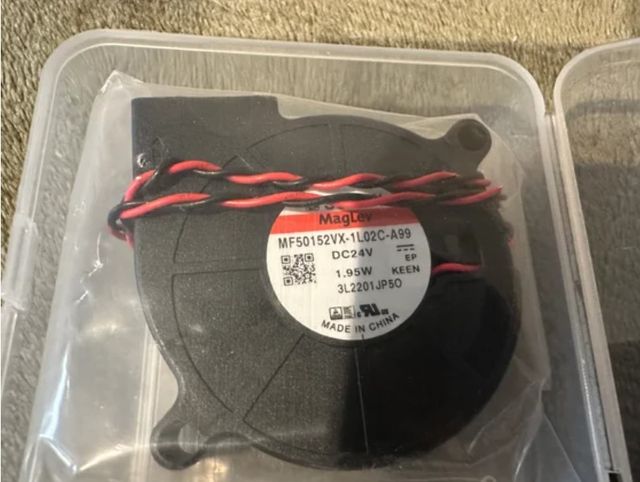 MagLev
MF50152VX-1L02C-A99
DC24V
EP
1.95W
KEEN
3L2201JP5O
MADE IN CHINA